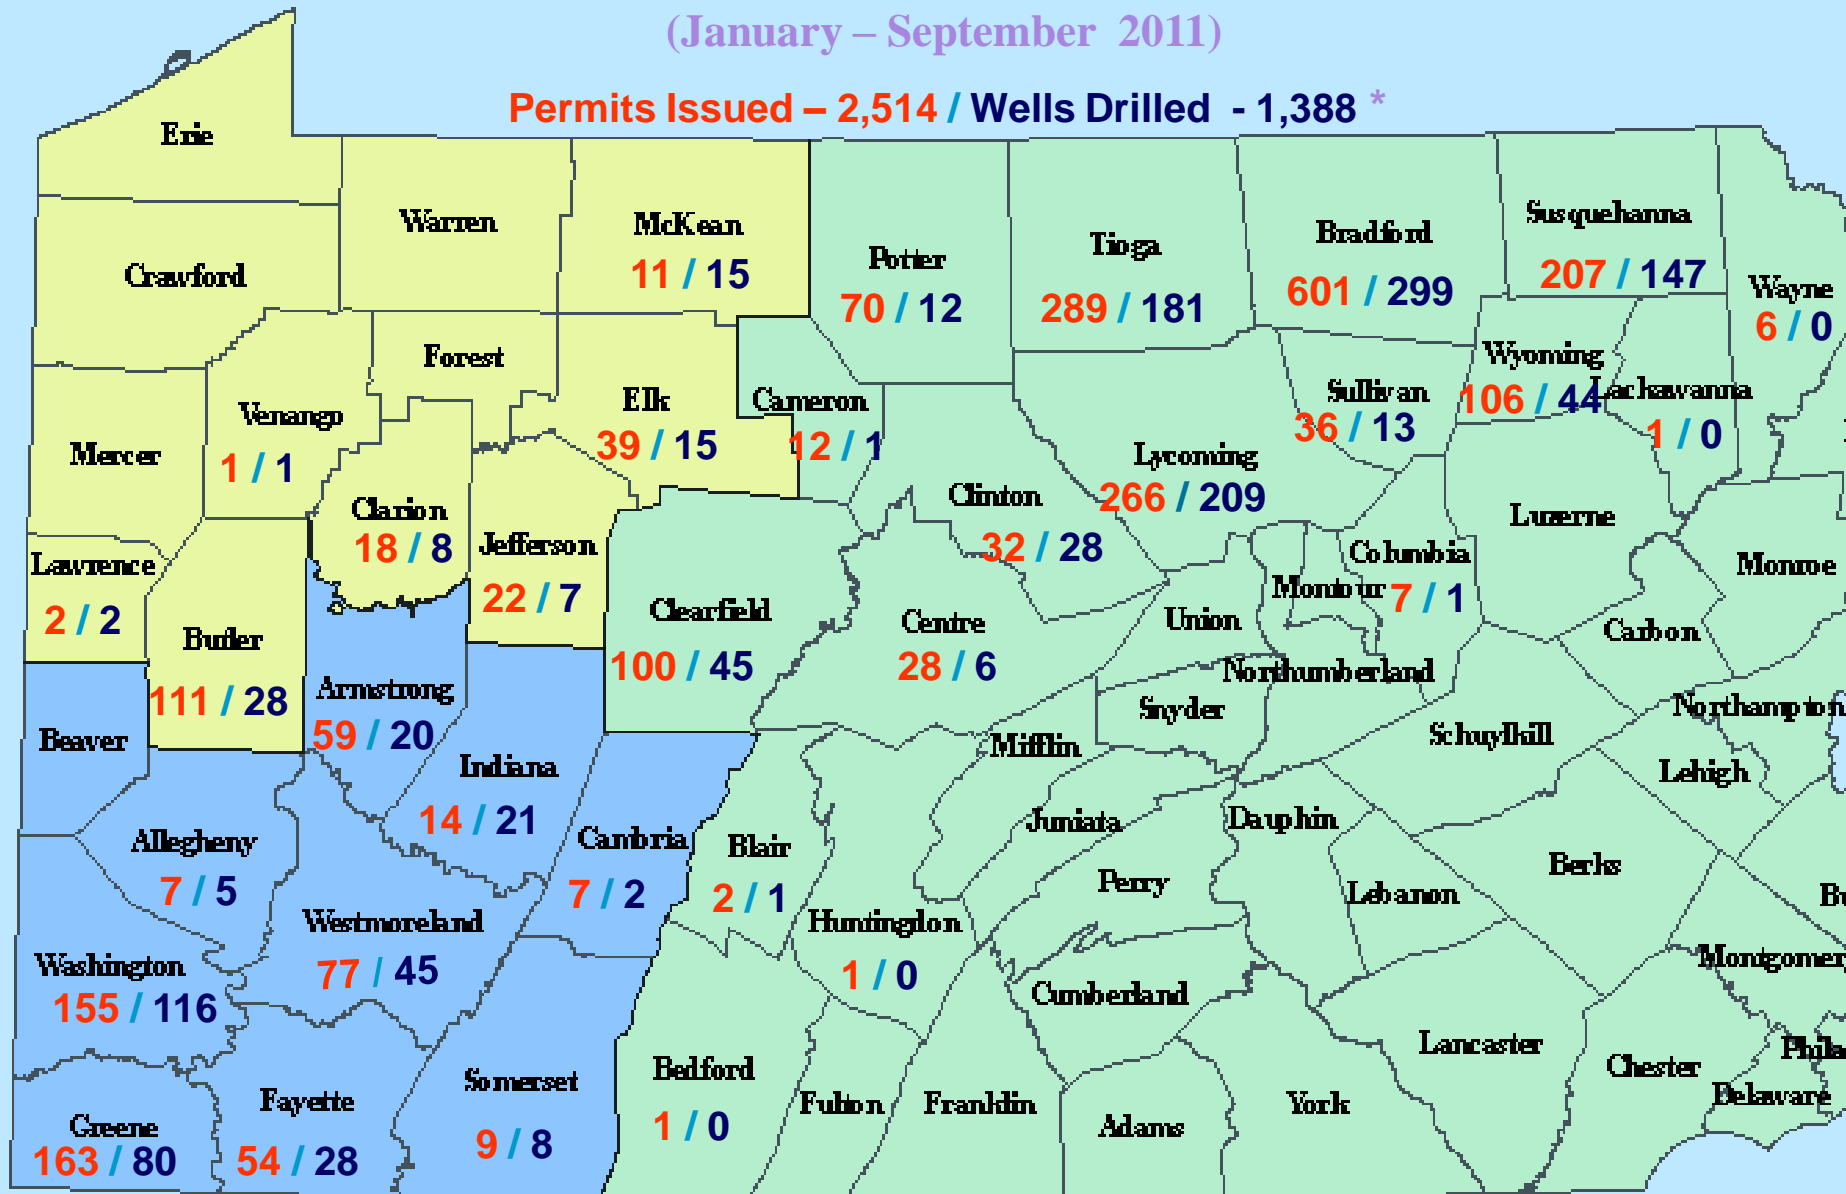 (January – September 2011)
Permits Issued – 2,514 / Wells Drilled - 1,388 *
Erie
Warren
McKean
11 / 15
Potter
70 / 12
Tioga
289 / 181
Bradford
601 / 299
Susquehanna
207 / 147
Wayne
6 / 0
Crawford
Forest
Venango
1 / 1
Elk
39 / 15
Cameron
12 / 1
Sullivan
36 / 13
Wyoming
106 / 44
Lackawanna
1 / 0
Mercer
Clarion
18 / 8
Jefferson
22 / 7
Clinton
32 / 28
Lycoming
266 / 209
Columbia
7 / 1
Luzerne
Monroe
Lawrence
2 / 2
Butler
111 / 28
Armstrong
59 / 20
Clearfield
100 / 45
Centre
28 / 6
Union
Montour
Northumberland
Carbon
Snyder
Northampton
Beaver
Indiana
14 / 21
Mifflin
Schuylkill
Lehigh
Allegheny
7 / 5
Cambria
7 / 2
Blair
2 / 1
Juniata
Dauphin
Berks
Perry
Lebanon
Bu
Westmoreland
77 / 45
Huntingdon
1 / 0
Washington
155 / 116
Cumberland
Montgomer
Lancaster
Chester
Phila
Delaware
Greene
163 / 80
Fayette
54 / 28
Somerset
9 / 8
Bedford
1 / 0
Fulton
Franklin
Adams
York